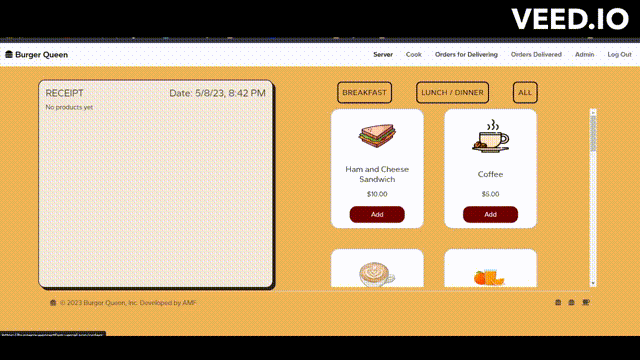 VEED.IO
Burger Queen
Server Cook Orders for Delivering Orders Delivered Admin Log Out
RECEIPT Date: 5/8/23, 8:42 PM
No products yet
BREAKFAST LUNCH / DINNER ALL
Ham and Cheese
Sandwich
$10.00
Add
Coffee
$5.00
Add
© 2023 Burger Queen, Inc. Developed by AMF